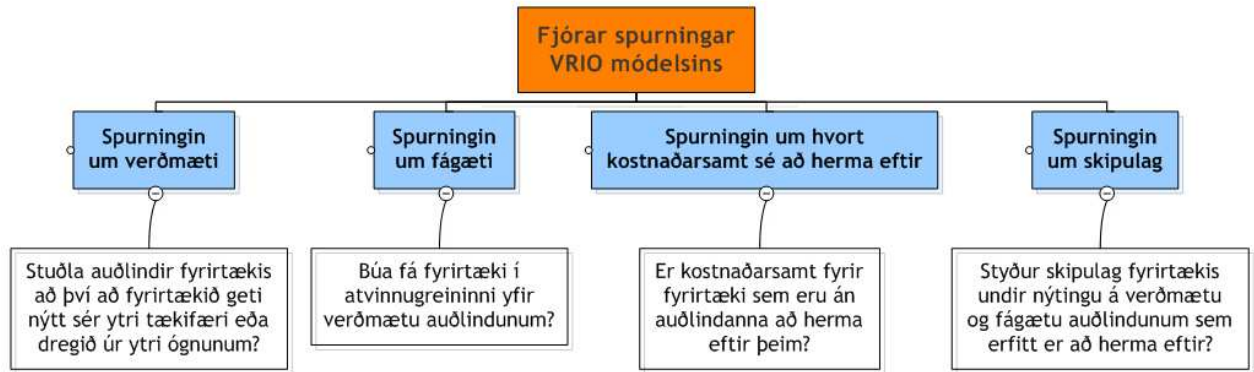 Fjórar spurningar
VRIO módelsins
Spurningin
um verðmæti
Spurningin
um fágæti
Spurningin um hvort
kostnaðarsamt sé að herma eftir
Spurningin
um skipulag
Stuðla auðlindir fyrirtækis
að því að fyrirtækið geti
nýtt sér ytri tækifæri eða
dregið úr ytri ógnunum?
Búa fá fyrirtæki í
atvinnugreininni yfir
verðmætu auðlindunum?
Er kostnaðarsamt fyrir
fyrirtæki sem eru án
auðlindanna að herma
eftir þeim?
Styður skipulag fyrirtækis
undir nýtingu á verðmætu
og fágætu auðlindunum sem
erfitt er að herma eftir?